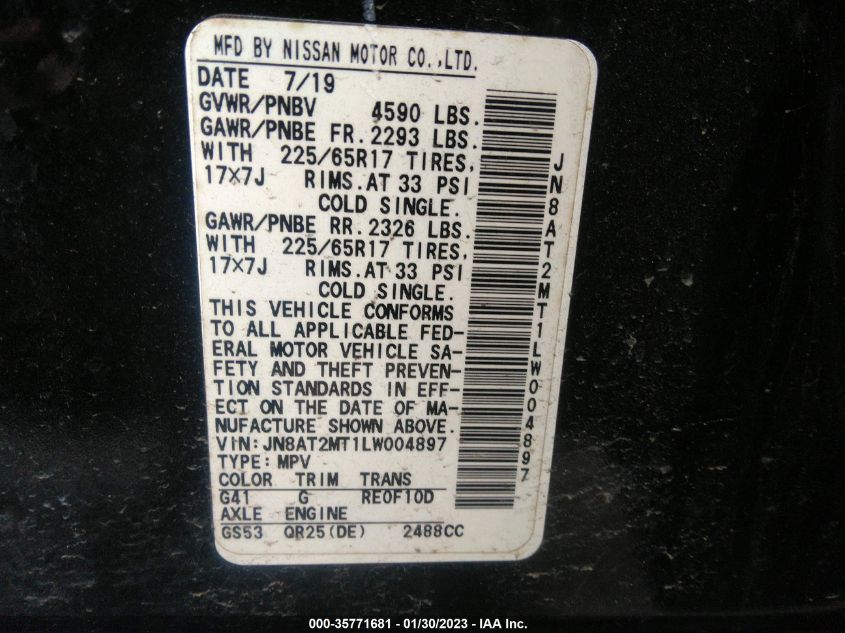 MFD BY NISSAN MOTOR CO.,LTD.
DATE 7/19
GVWR/PNBV 4590 LBS.
GAWR/PNBE FR.2293 LBS.
WITH 225/65R17 TIRES,
17×7J RIMS.AT 33 PSI
COLD SINGLE.
GAWR/PNBE RR.2326 LBS.
WITH 225/65R17 TIRES,
17×7J RIMS.AT 33 PSI
COLD SINGLE.
THIS VEHICLE CONFORMS
TO ALL APPLICABLE FED-
ERAL MOTOR VEHICLE SA-
FETY AND THEFT PREVEN-
TION STANDARDS IN EFF-
ECT ON THE DATE OF MA-
NUFACTURE SHOWN ABOVE.
VIN:JN8AT2MT1LW004897
TYPE:MPV
COLOR TRIM TRANS
G41 G RE0F10D
AXLE ENGINE
GS53 QR25(DE) 2488CC
JN8AT2MT1LW004897
000-35771681 - 01/30/2023 - IAA Inc.